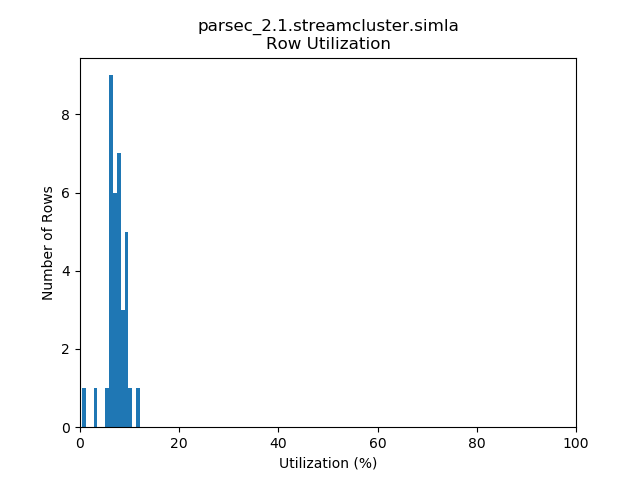 parsec_2.1.streamcluster.simla
Row Utilization
8
6
4
2
0
Number of Rows
0 20 40 60 80 100
Utilization (%)